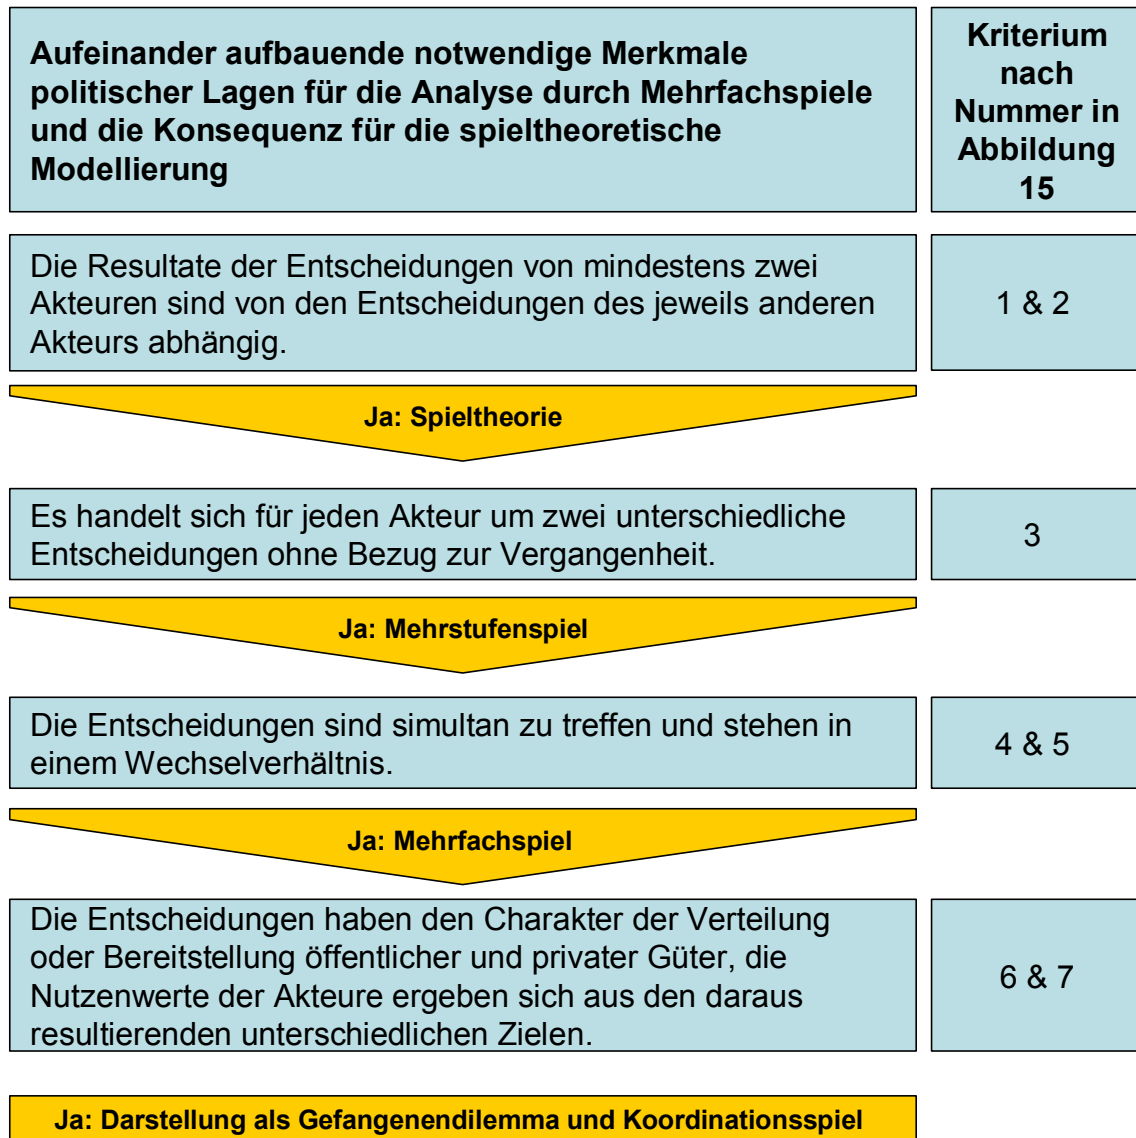 Aufeinander aufbauende notwendige Merkmale
politischer Lagen für die Analyse durch Mehrfachspiele
und die Konsequenz für die spieltheoretische
Modellierung
Kriterium
nach
Nummer in
Abbildung
15
Die Resultate der Entscheidungen von mindestens zwei
Akteuren sind von den Entscheidungen des jeweils anderen
Akteurs abhängig.
1 & 2
Ja: Spieltheorie
Es handelt sich für jeden Akteur um zwei unterschiedliche
Entscheidungen ohne Bezug zur Vergangenheit.
3
Ja: Mehrstufenspiel
Die Entscheidungen sind simultan zu treffen und stehen in
einem Wechselverhältnis.
4 & 5
Ja: Mehrfachspiel
Die Entscheidungen haben den Charakter der Verteilung
oder Bereitstellung öffentlicher und privater Güter, die
Nutzenwerte der Akteure ergeben sich aus den daraus
resultierenden unterschiedlichen Zielen.
6 & 7
Ja: Darstellung als Gefangenendilemma und Koordinationsspiel